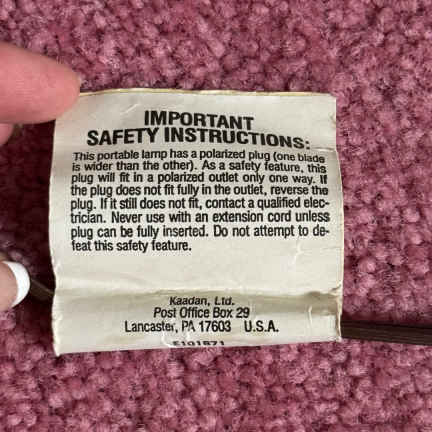 IMPORTANT
SAFETY INSTRUCTIONS:
This portable lamp has a polarized plug (one blade
is wider than the other). As a safety feature, this
plug will fit in a polarized outlet only one way. If
the plug does not fit fully in the outlet, reverse the
plug. If it still does not fit, contact a qualified elec-
trician. Never use with an extension cord unless
plug can be fully inserted. Do not attempt to de-
feat this safety feature.
Kaadan, Ltd.
Post Office Box 29
Lancaster, PA 17603 U.S.A.
E101871